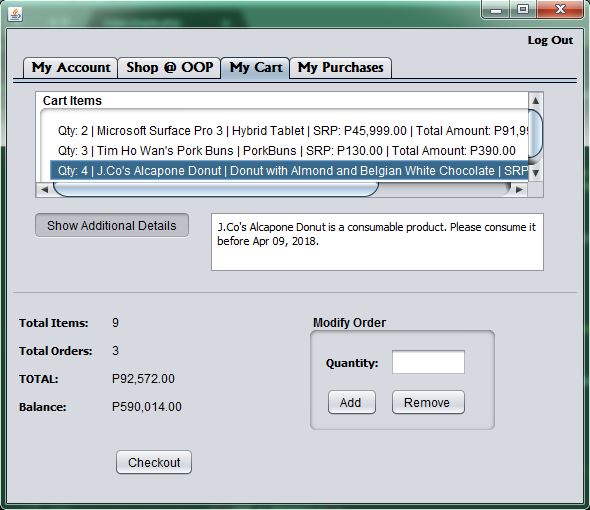 Log Out
My Account Shop @ OOP My Cart My Purchases
Cart Items
Qty: 2 | Microsoft Surface Pro 3 | Hybrid Tablet | SRP: P45,999.00 | Total Amount: P91,99
Qty: 3 | Tim Ho Wan's Pork Buns | PorkBuns | SRP: P130.00 | Total Amount: P390.00
Qty: 4 | J.Co's Alcapone Donut | Donut with Almond and Belgian White Chocolate | SRP
Show Additional Details
J.Co's Alcapone Donut is a consumable product. Please consume it
before Apr 09, 2018.
Total Items: 9
Total Orders: 3
TOTAL: P92,572.00
Balance: P590,014.00
Modify Order
Quantity:
Add Remove
Checkout